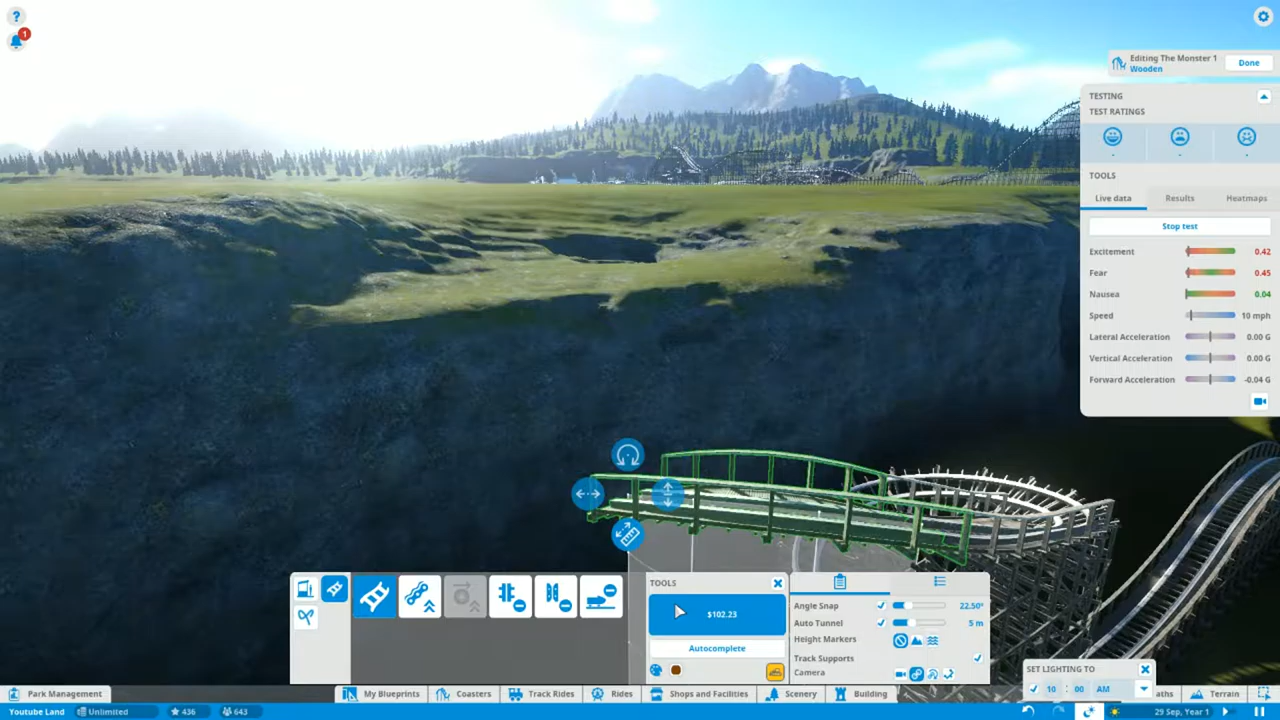 ?
1
Editing The Monster 1
Wooden
Done
TESTING
TEST RATINGS
- - -
TOOLS
Live data Results Heatmaps
Stop test
Excitement 0.42
Fear 0.45
Nausea 0.04
Speed 10 mph
Lateral Acceleration 0.00 G
Vertical Acceleration 0.00 G
Forward Acceleration -0.04 G
TOOLS
$102.23
Autocomplete
Angle Snap 22.50°
Auto Tunnel 5 m
Height Markers
Track Supports
Camera
SET LIGHTING TO
10 : 00 AM
Park Management
My Blueprints
Coasters
Track Rides
Rides
Shops and Facilities
Scenery
Building
aths
Terrain
Youtube Land Unlimited 436 643
29 Sep, Year 1